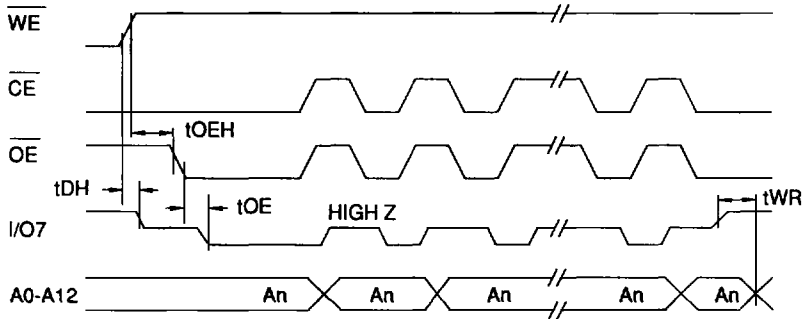 WE
CE
tOEH
OE
tDH
tOE
HIGH Z
tWR
I/O7
A0-A12 An An An An An